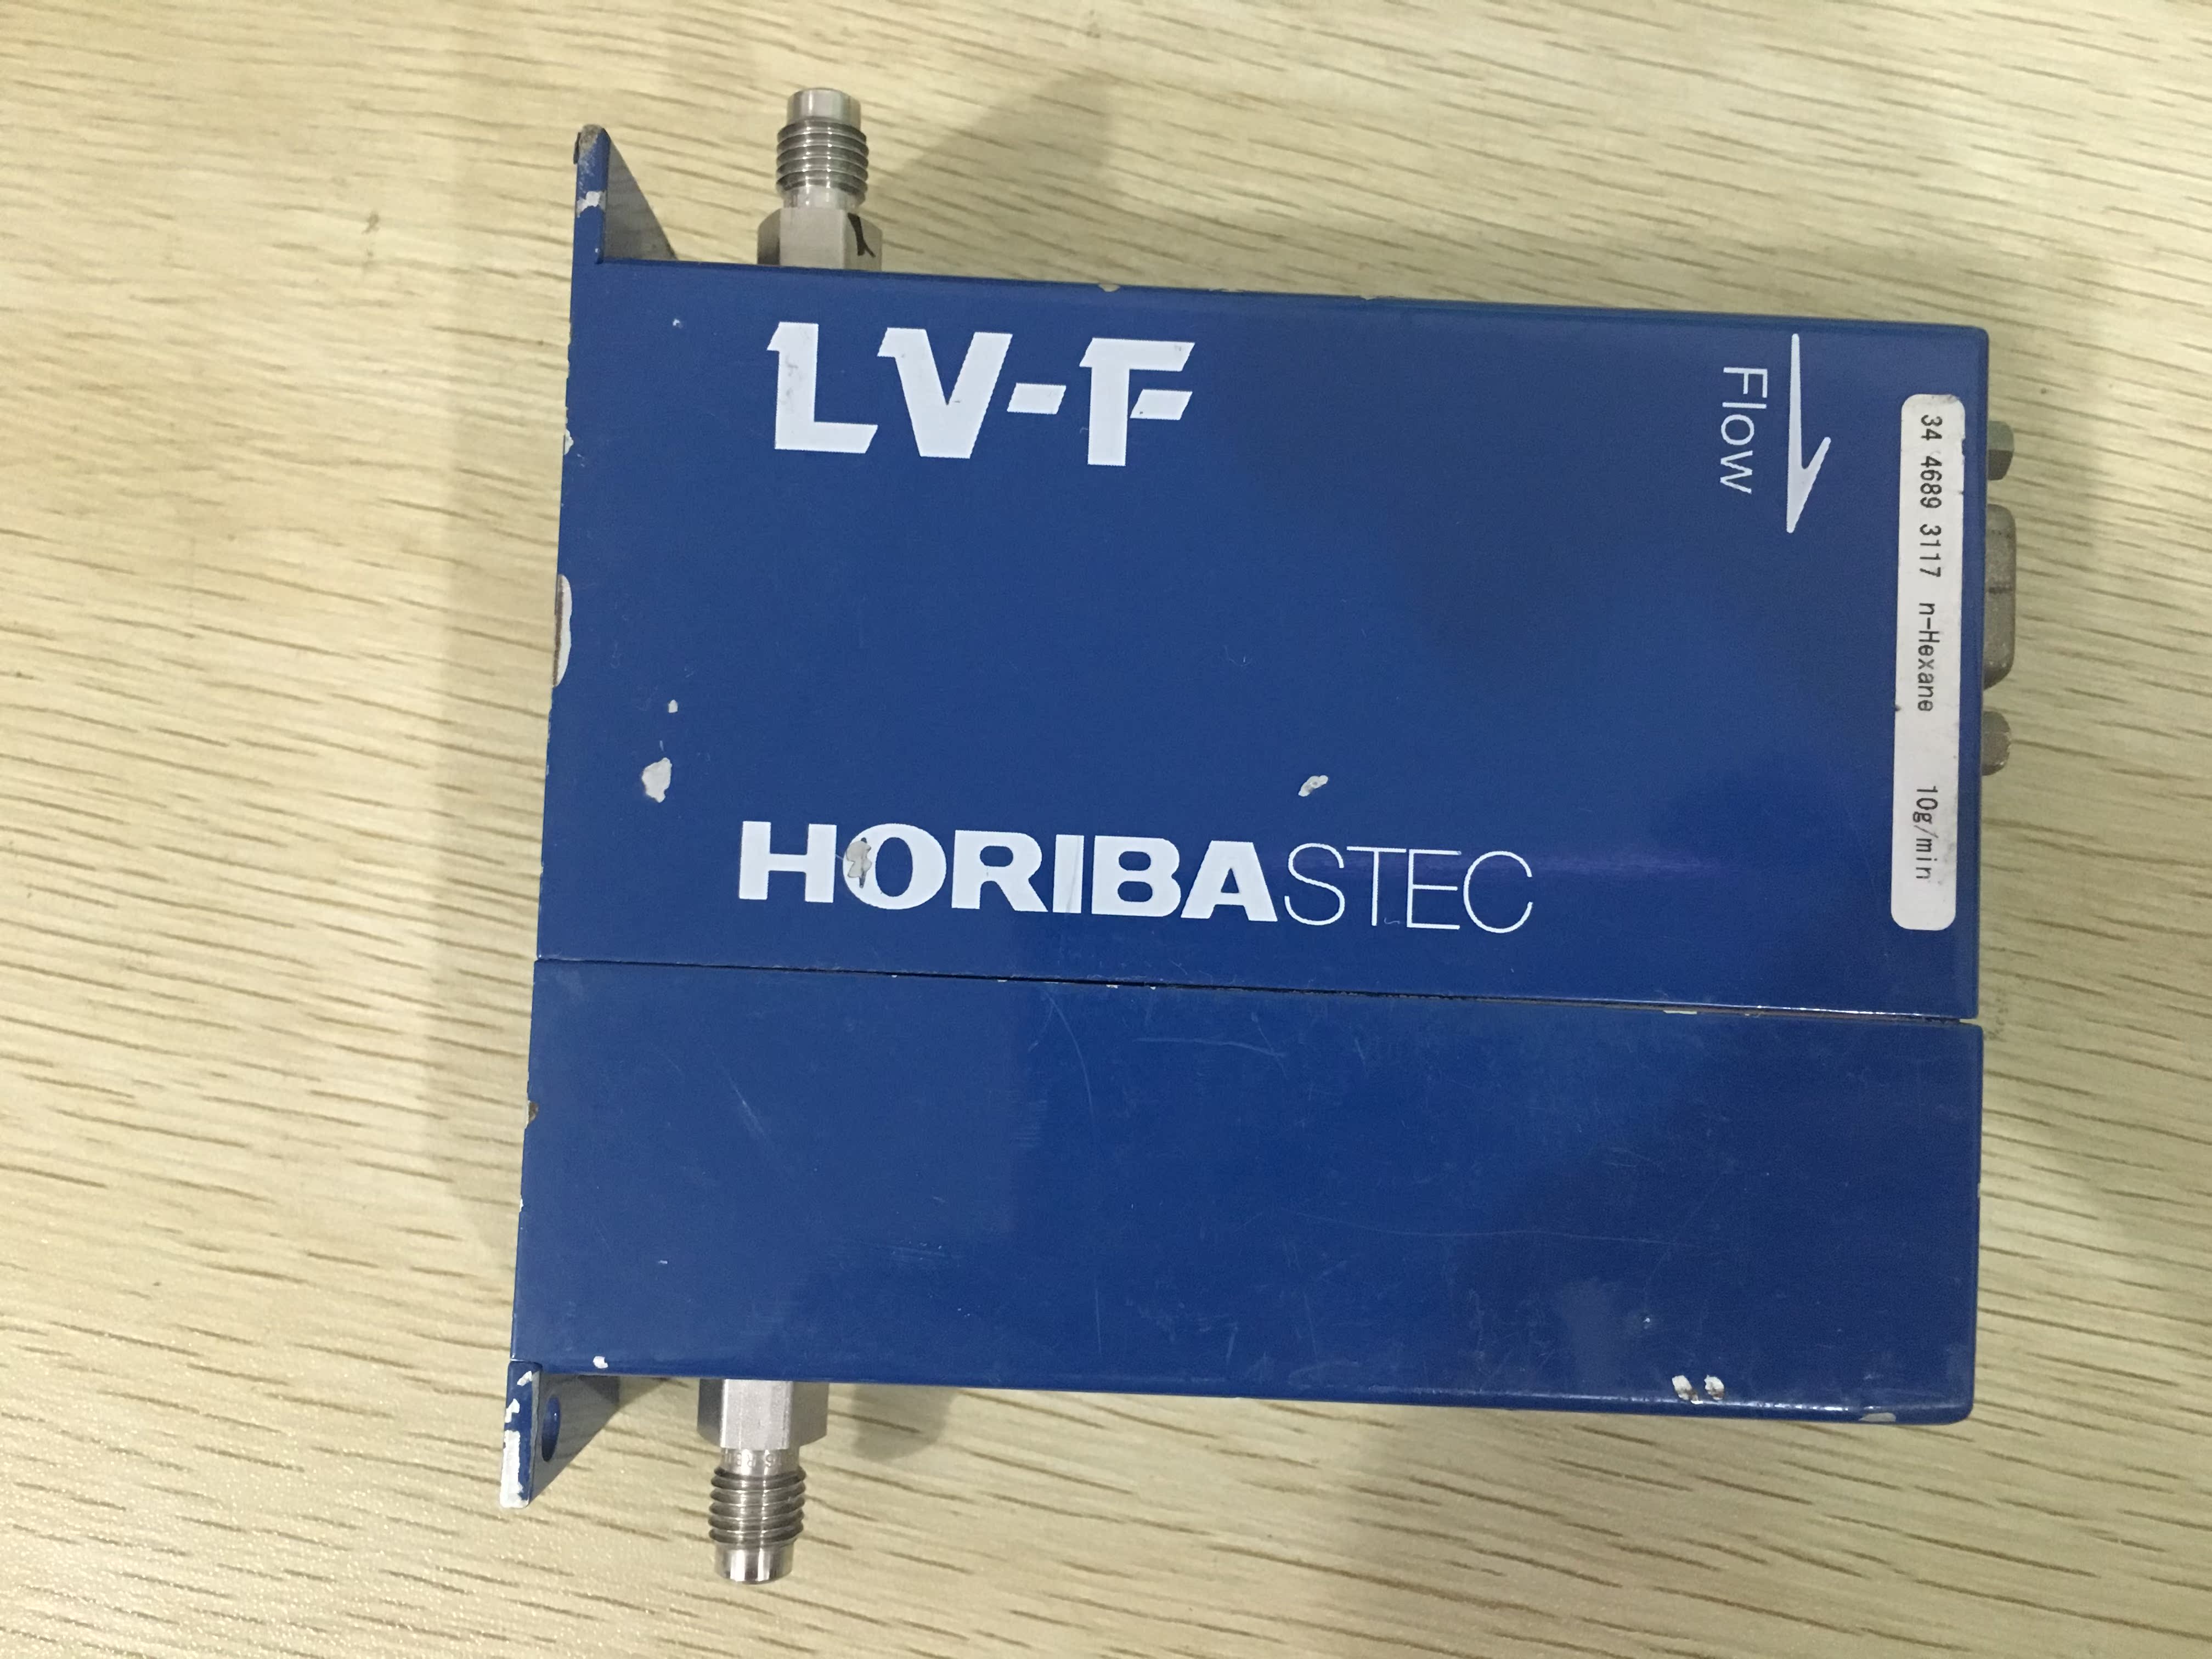 LV-F
Flow
34 4689 3117 n-Hexane 10g/min
HORIBASTEC